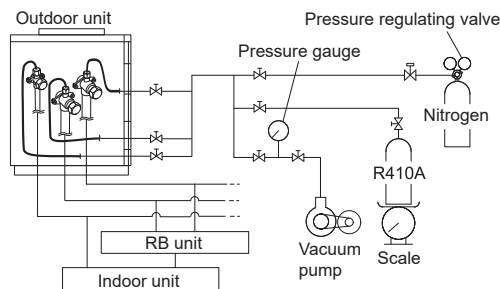 Outdoor unit
Pressure regulating valve
Pressure gauge
Nitrogen
R410A
RB unit
Vacuum
pump
Scale
Indoor unit